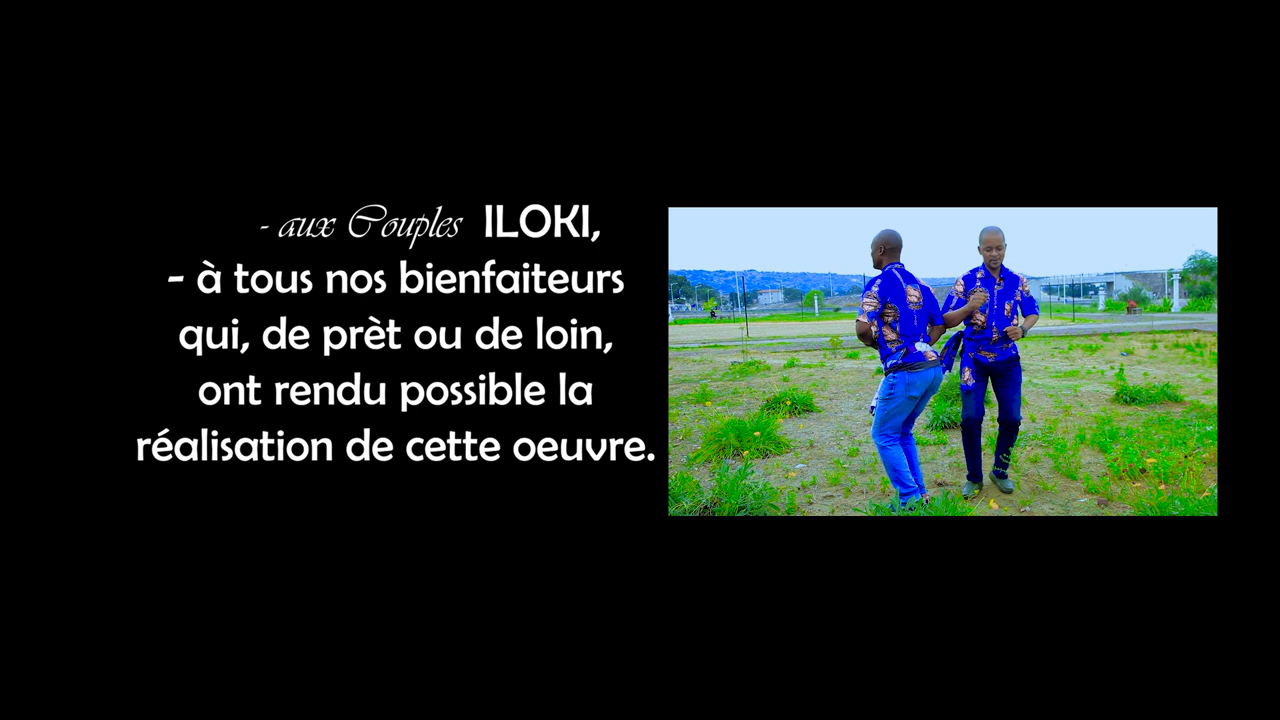 - aux Couples ILOKI,
- à tous nos bienfaiteurs
qui, de prèt ou de loin,
ont rendu possible la
réalisation de cette oeuvre.